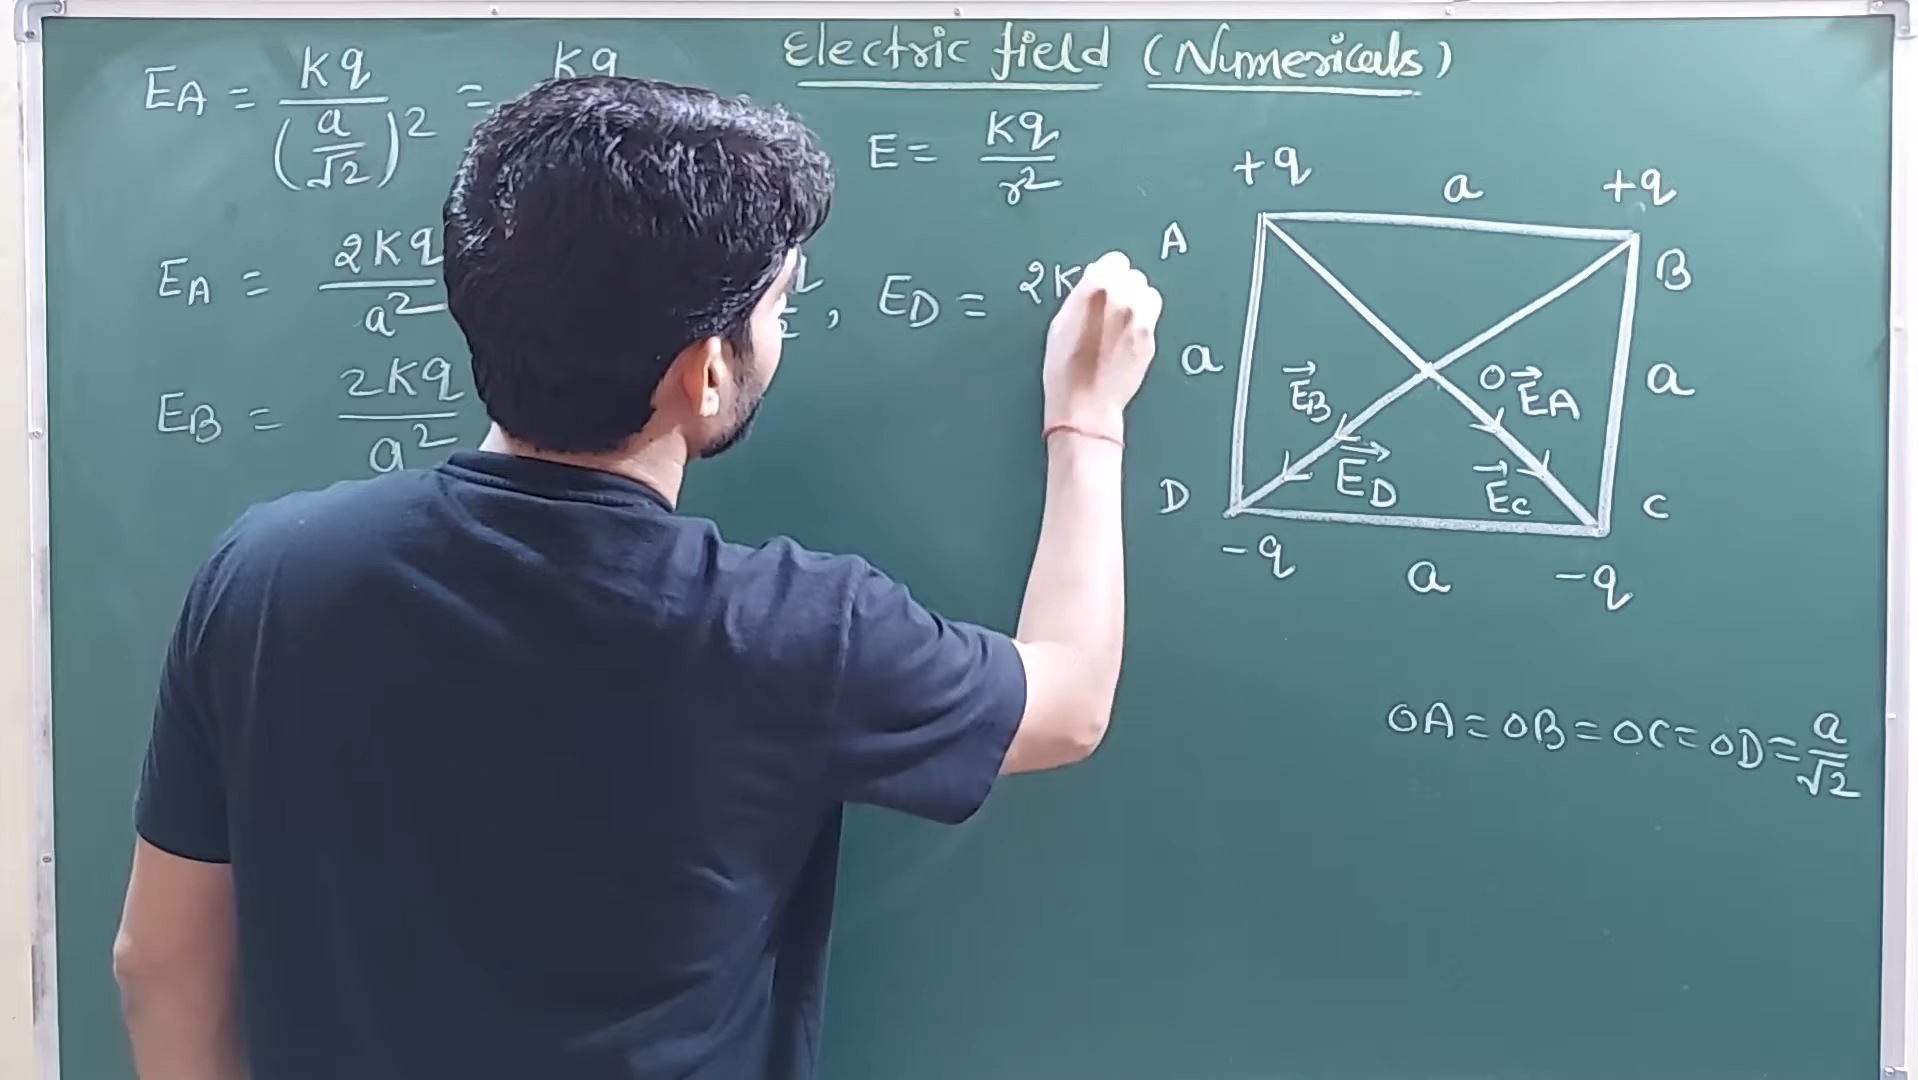 Electric field (Numericals)
EA = Kq / (a/√2)² = Kq
E = Kq / r²
EA = 2Kq / a²
, ED = 2K
EB = 2Kq / a²
+q a +q
A B
a a
O
→EB →EA
→ED →Ec
D C
-q a -q
OA = OB = OC = OD = a/√2